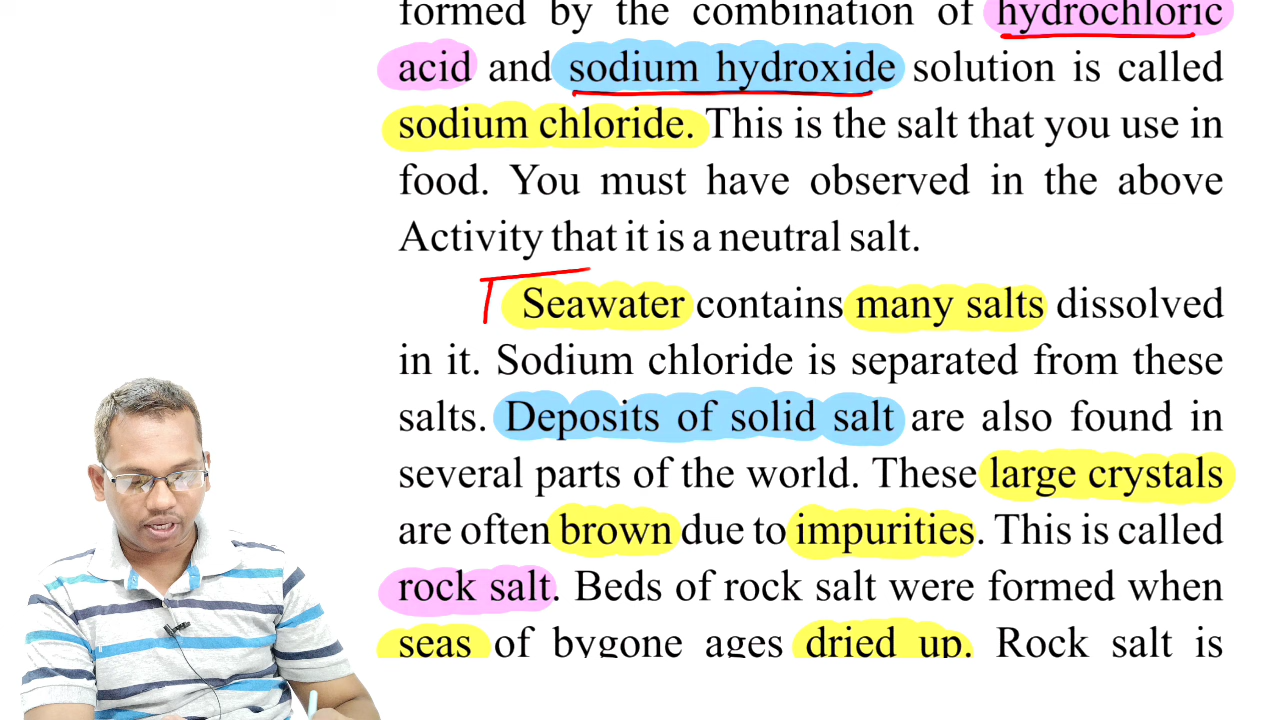 formed by the combination of hydrochloric
acid and sodium hydroxide solution is called
sodium chloride. This is the salt that you use in
food. You must have observed in the above
Activity that it is a neutral salt.
Seawater contains many salts dissolved
in it. Sodium chloride is separated from these
salts. Deposits of solid salt are also found in
several parts of the world. These large crystals
are often brown due to impurities. This is called
rock salt. Beds of rock salt were formed when
seas of bygone ages dried up. Rock salt is